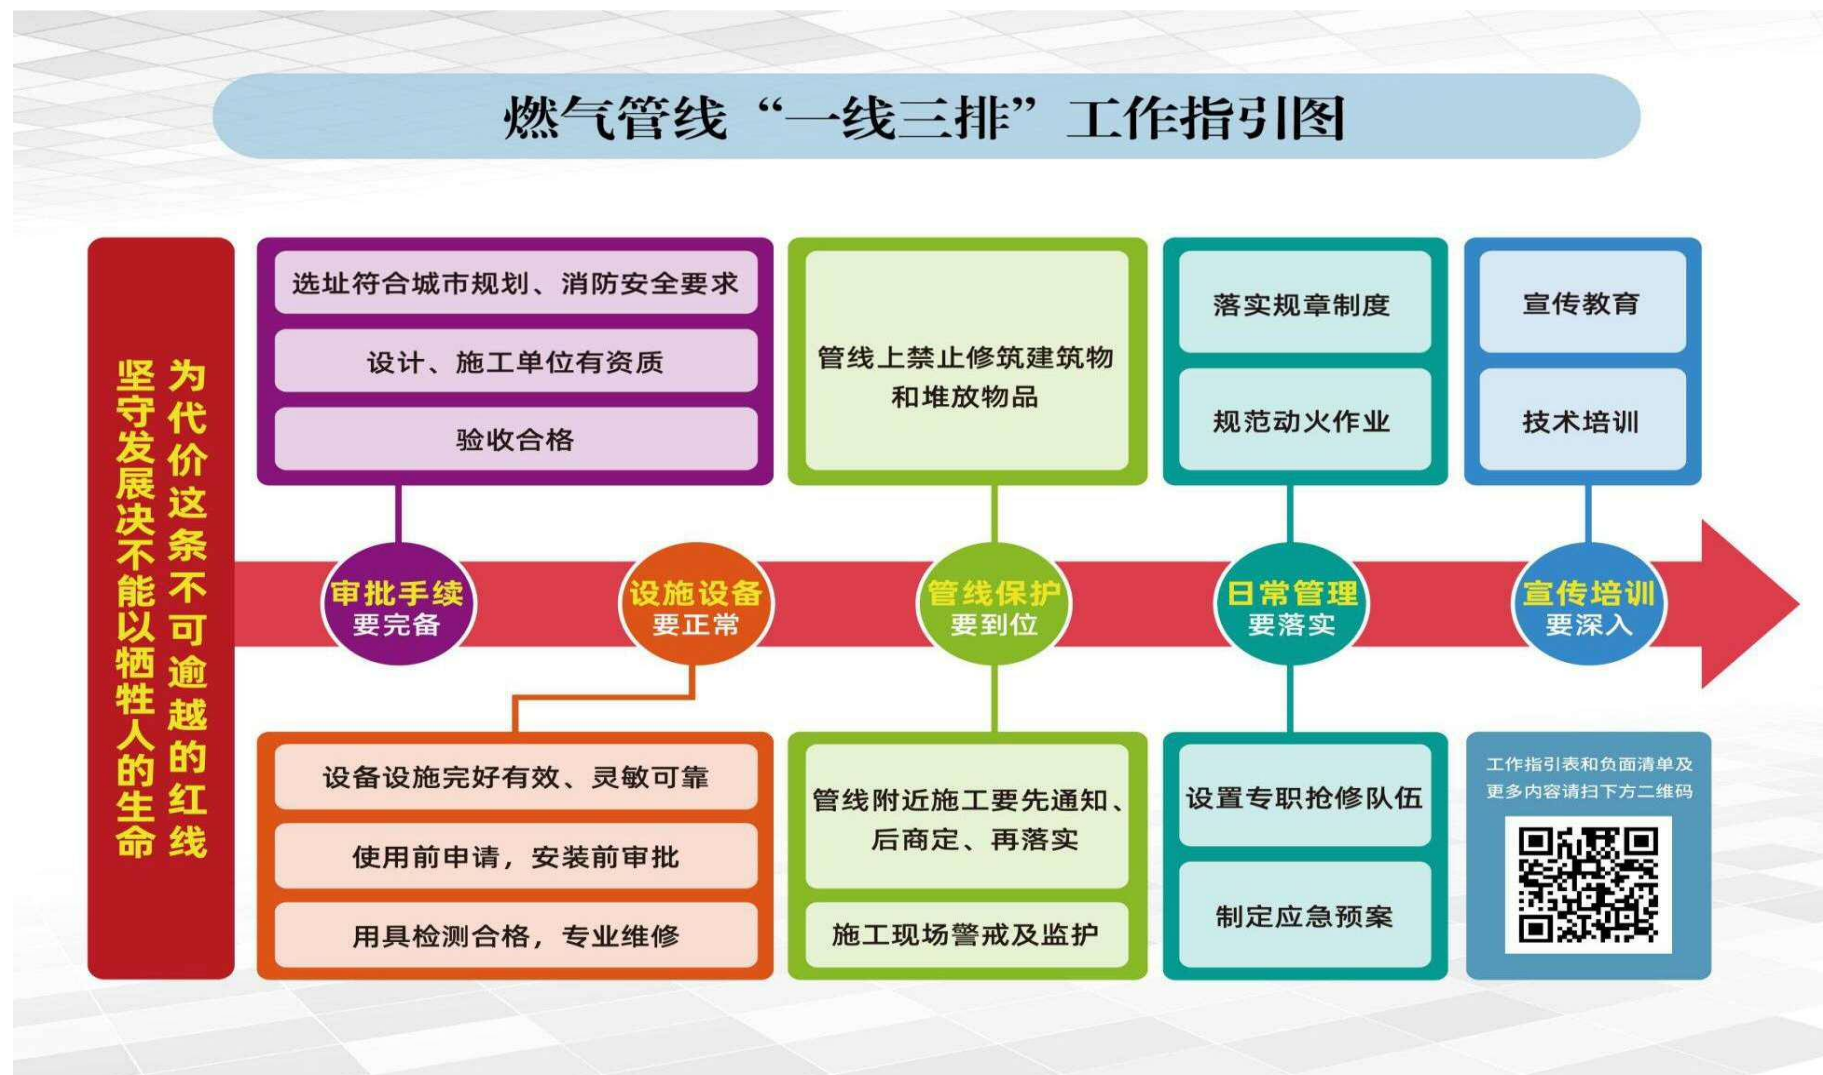 燃气管线“一线三排”工作指引图
坚守发展决不能以牺牲人的生命
为代价这条不可逾越的红线
选址符合城市规划、消防安全要求
设计、施工单位有资质
验收合格
管线上禁止修筑建筑物
和堆放物品
落实规章制度
规范动火作业
宣传教育
技术培训
审批手续
要完备
设施设备
要正常
管线保护
要到位
日常管理
要落实
宣传培训
要深入
设备设施完好有效、灵敏可靠
使用前申请，安装前审批
用具检测合格，专业维修
管线附近施工要先通知、
后商定、再落实
施工现场警戒及监护
设置专职抢修队伍
制定应急预案
工作指引表和负面清单及
更多内容请扫下方二维码